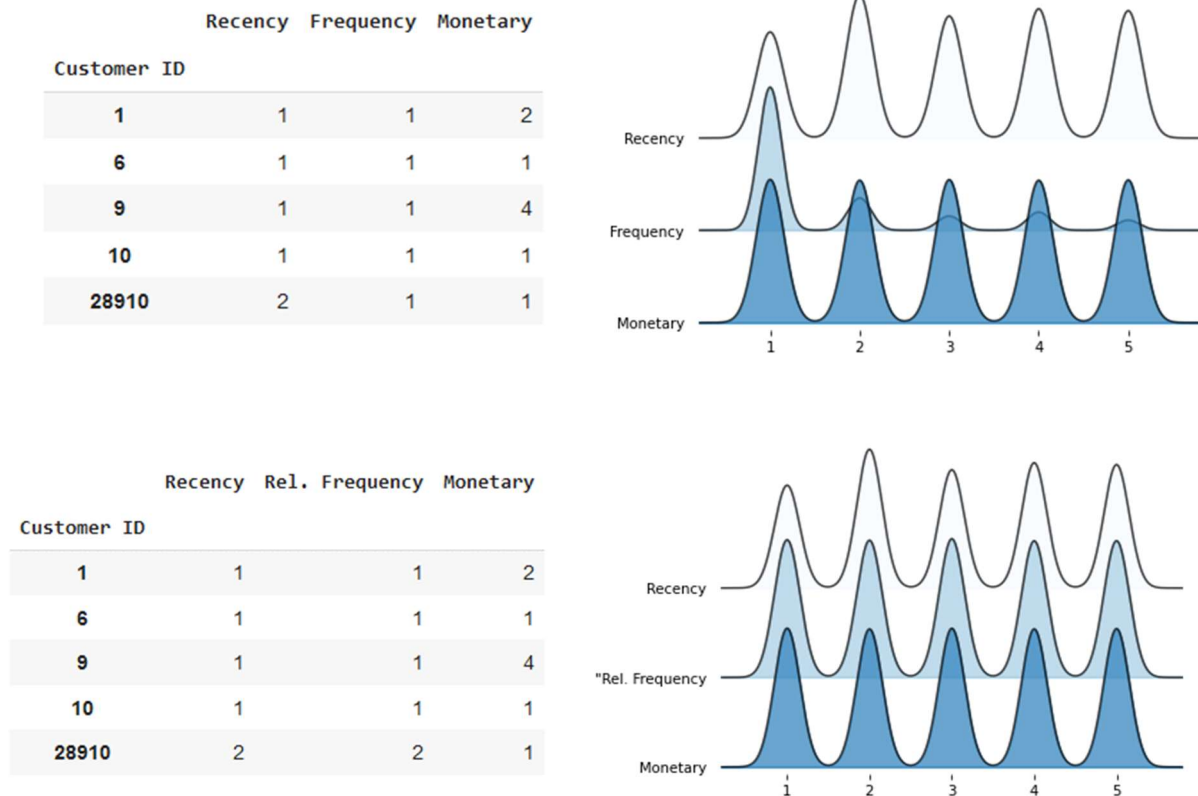 Recency Frequency Monetary
Customer ID
1 1 1 2
6 1 1 1
9 1 1 4
10 1 1 1
28910 2 1 1
Recency
Frequency
Monetary
1 2 3 4 5
Recency Rel. Frequency Monetary
Customer ID
1 1 1 2
6 1 1 1
9 1 1 4
10 1 1 1
28910 2 2 1
Recency
"Rel. Frequency
Monetary
1 2 3 4 5